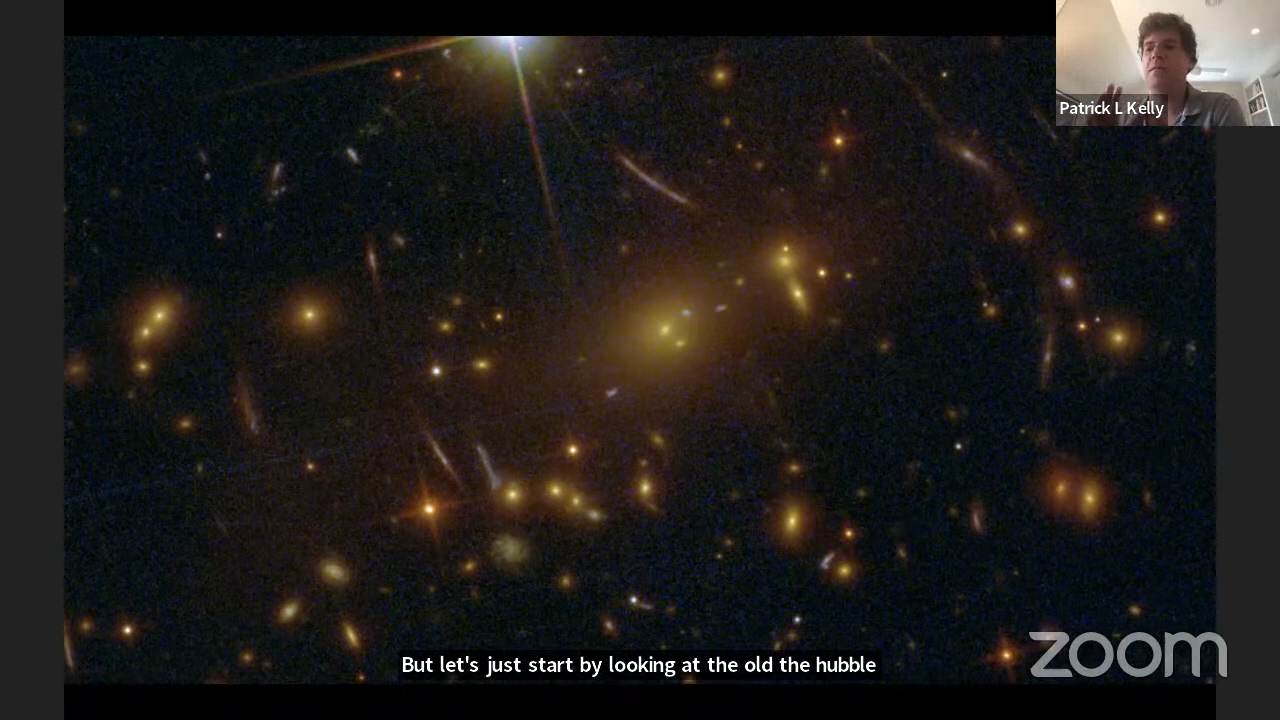 Patrick L Kelly
But let's just start by looking at the old the hubble
zoom